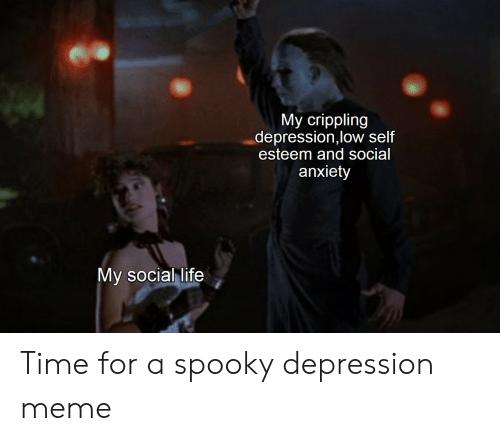 My crippling
depression,low self
esteem and social
anxiety
My social life
Time for a spooky depression
meme